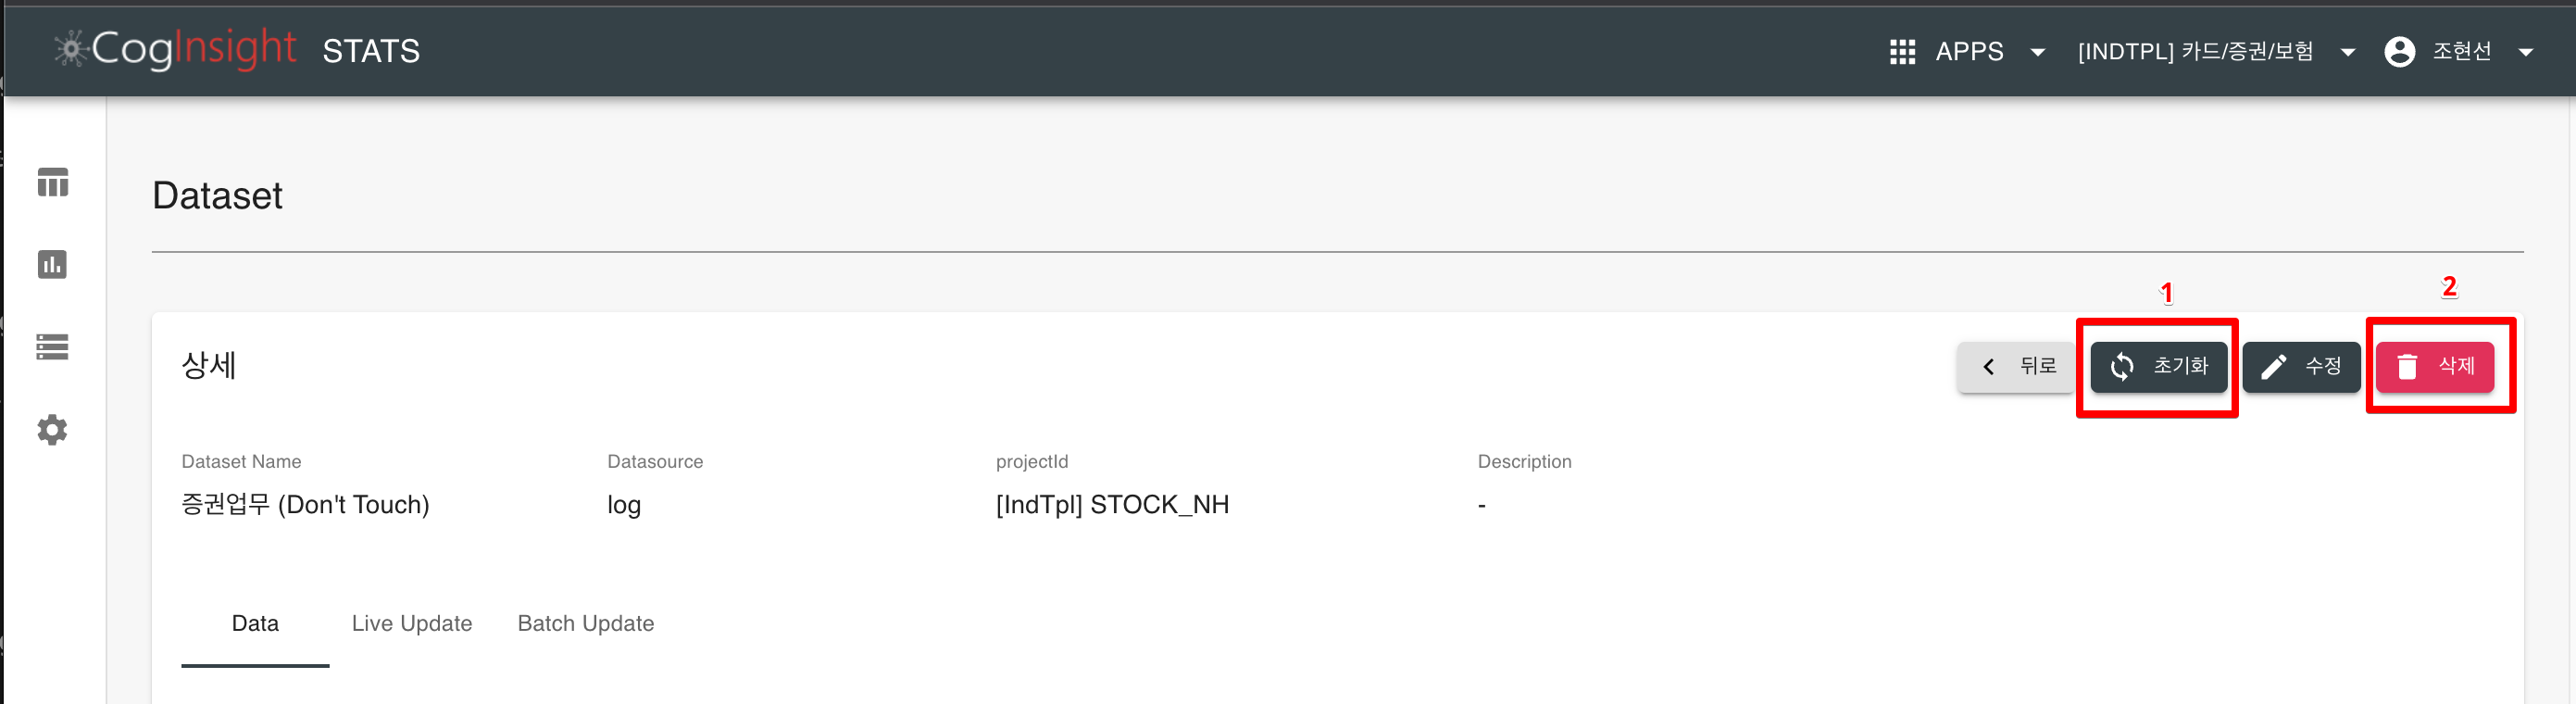 CogInsight STATS APPS [INDTPL] 카드/증권/보험 조현선
Dataset
1 2
상세 뒤로 초기화 수정 삭제
Dataset Name Datasource projectId Description
증권업무 (Don't Touch) log [IndTpl] STOCK_NH -
Data Live Update Batch Update